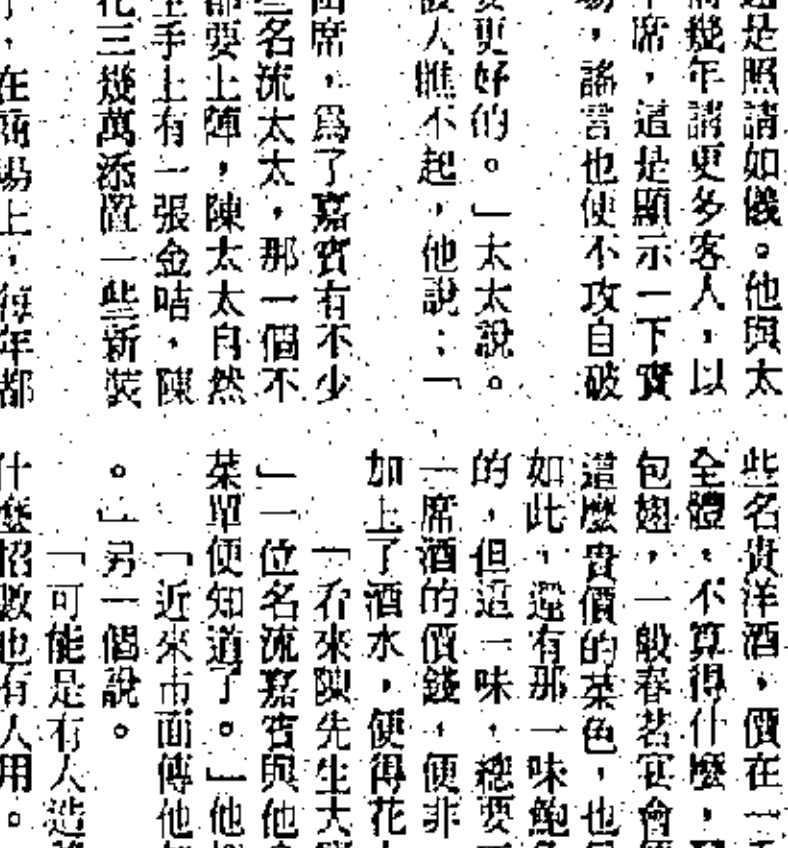 是照請如儀。他與太
幾年請更多客人,以
席,這是顯示一下實
,謠言也使不攻自破
更好的。」太太說。
人瞧不起,他說:「
席,爲了嘉賓有不少
名流太太,那一個不
要上陣,陳太太自然
手上有一張金咭,陳
花三幾萬添置一些新裝
,在商場上,每年都
些名貴洋酒,價在一
全體,不算得什麼,
包翅,一般春茗宴會
這麼貴價的菜色,也
如此,還有那一味鮑
的,但這一味,總要
一席酒的價錢,便非
加上了酒水,便得花
「看來陳先生大
」一位名流嘉賓與他
菜單便知道了。」他
「近來市面傳他
。」另一個說。
「可能是有人造
什麼招數也有人用。